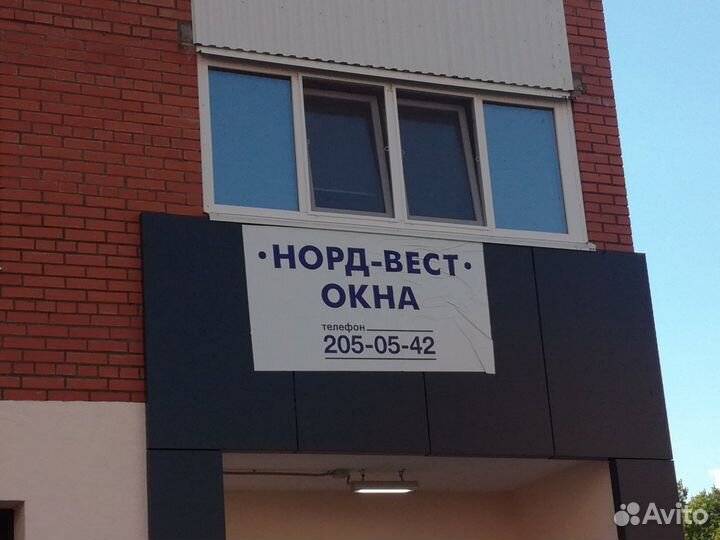 • НОРД-ВЕСТ •
ОКНА
телефон
205-05-42
Avito